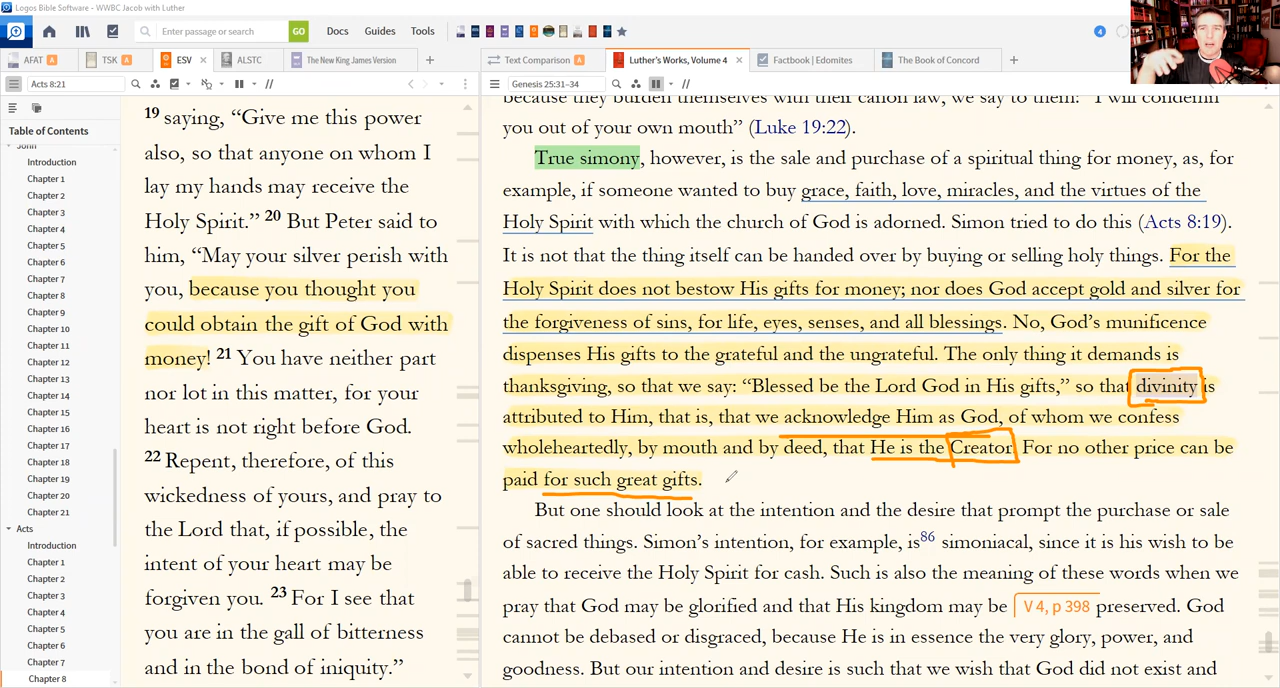 Logos Bible Software - WWBC Jacob with Luther
Enter passage or search
GO
Docs
Guides
Tools
4
AFAT A
TSK A
ESV
ALSTC
The New King James Version
Text Comparison A
Luther's Works, Volume 4
Factbook | Edomites
The Book of Concord
Acts 8:21
Genesis 25:31–34
Table of Contents
John
Introduction
Chapter 1
Chapter 2
Chapter 3
Chapter 4
Chapter 5
Chapter 6
Chapter 7
Chapter 8
Chapter 9
Chapter 10
Chapter 11
Chapter 12
Chapter 13
Chapter 14
Chapter 15
Chapter 16
Chapter 17
Chapter 18
Chapter 19
Chapter 20
Chapter 21
Acts
Introduction
Chapter 1
Chapter 2
Chapter 3
Chapter 4
Chapter 5
Chapter 6
Chapter 7
Chapter 8
19 saying, “Give me this power
also, so that anyone on whom I
lay my hands may receive the
Holy Spirit.” 20 But Peter said to
him, “May your silver perish with
you, because you thought you
could obtain the gift of God with
money! 21 You have neither part
nor lot in this matter, for your
heart is not right before God.
22 Repent, therefore, of this
wickedness of yours, and pray to
the Lord that, if possible, the
intent of your heart may be
forgiven you. 23 For I see that
you are in the gall of bitterness
and in the bond of iniquity.”
because they burden themselves with their canon law, we say to them: “I will condemn
you out of your own mouth” (Luke 19:22).
True simony, however, is the sale and purchase of a spiritual thing for money, as, for
example, if someone wanted to buy grace, faith, love, miracles, and the virtues of the
Holy Spirit with which the church of God is adorned. Simon tried to do this (Acts 8:19).
It is not that the thing itself can be handed over by buying or selling holy things. For the
Holy Spirit does not bestow His gifts for money; nor does God accept gold and silver for
the forgiveness of sins, for life, eyes, senses, and all blessings. No, God's munificence
dispenses His gifts to the grateful and the ungrateful. The only thing it demands is
thanksgiving, so that we say: “Blessed be the Lord God in His gifts,” so that divinity is
attributed to Him, that is, that we acknowledge Him as God, of whom we confess
wholeheartedly, by mouth and by deed, that He is the Creator. For no other price can be
paid for such great gifts.
But one should look at the intention and the desire that prompt the purchase or sale
of sacred things. Simon's intention, for example, is86 simoniacal, since it is his wish to be
able to receive the Holy Spirit for cash. Such is also the meaning of these words when we
pray that God may be glorified and that His kingdom may be V 4, p 398 preserved. God
cannot be debased or disgraced, because He is in essence the very glory, power, and
goodness. But our intention and desire is such that we wish that God did not exist and